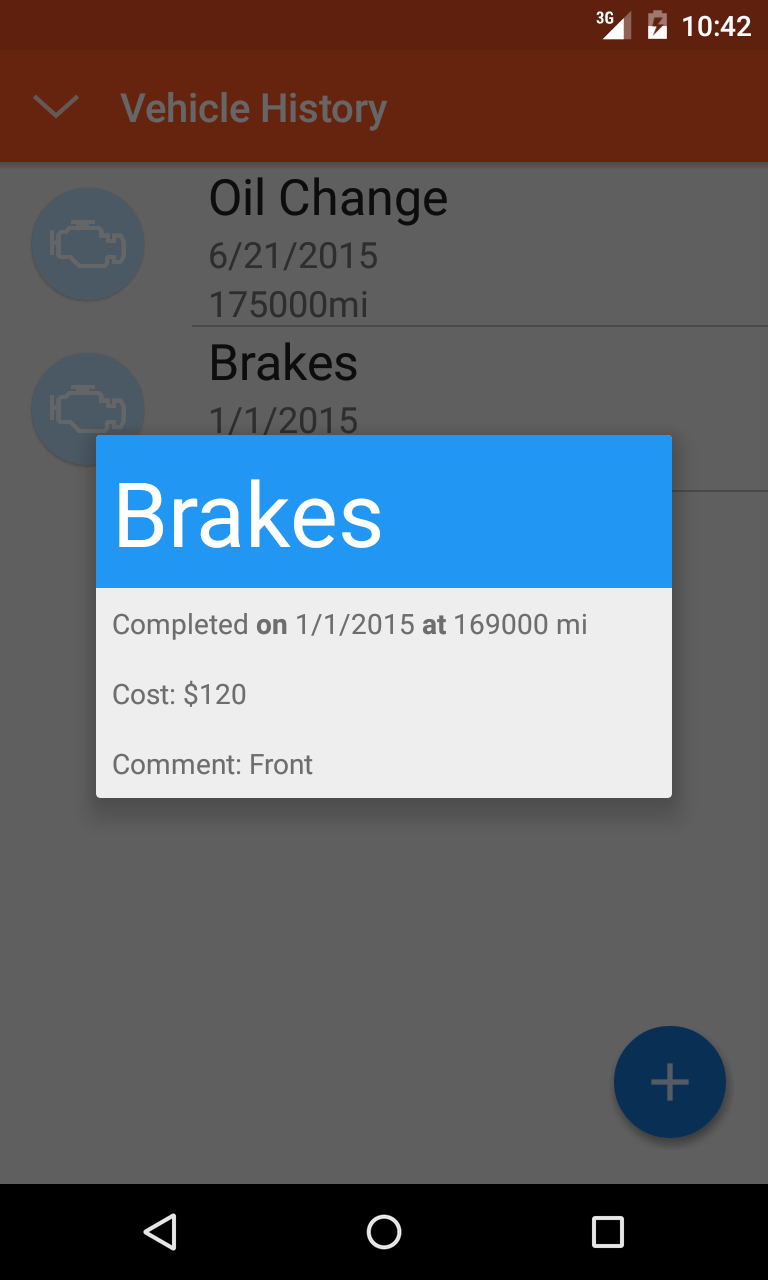 3G 10:42
Vehicle History
Oil Change
6/21/2015
175000mi
Brakes
1/1/2015
Brakes
Completed on 1/1/2015 at 169000 mi
Cost: $120
Comment: Front